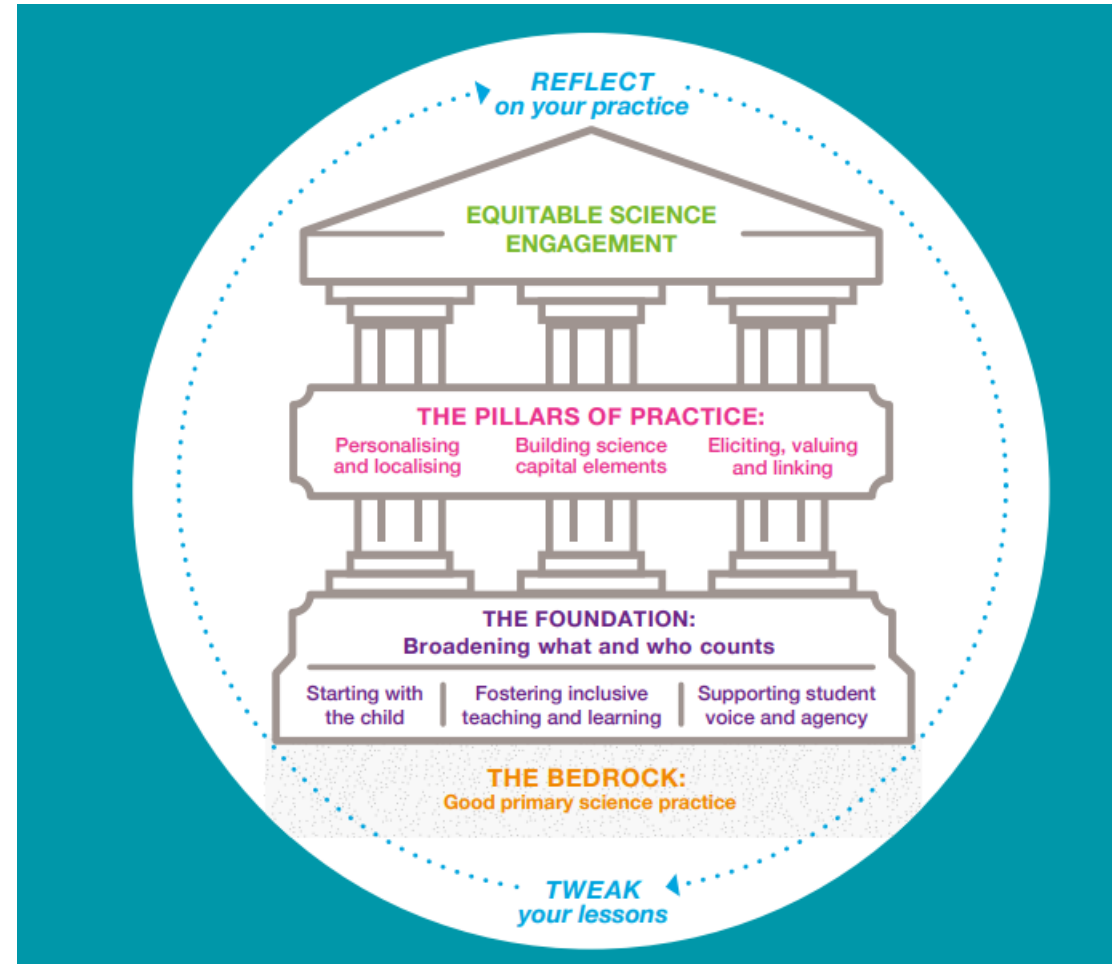 REFLECT
on your practice
EQUITABLE SCIENCE
ENGAGEMENT
THE PILLARS OF PRACTICE:
Personalising
and localising
Building science
capital elements
Eliciting, valuing
and linking
THE FOUNDATION:
Broadening what and who counts
Starting with
the child
Fostering inclusive
teaching and learning
Supporting student
voice and agency
THE BEDROCK:
Good primary science practice
TWEAK
your lessons